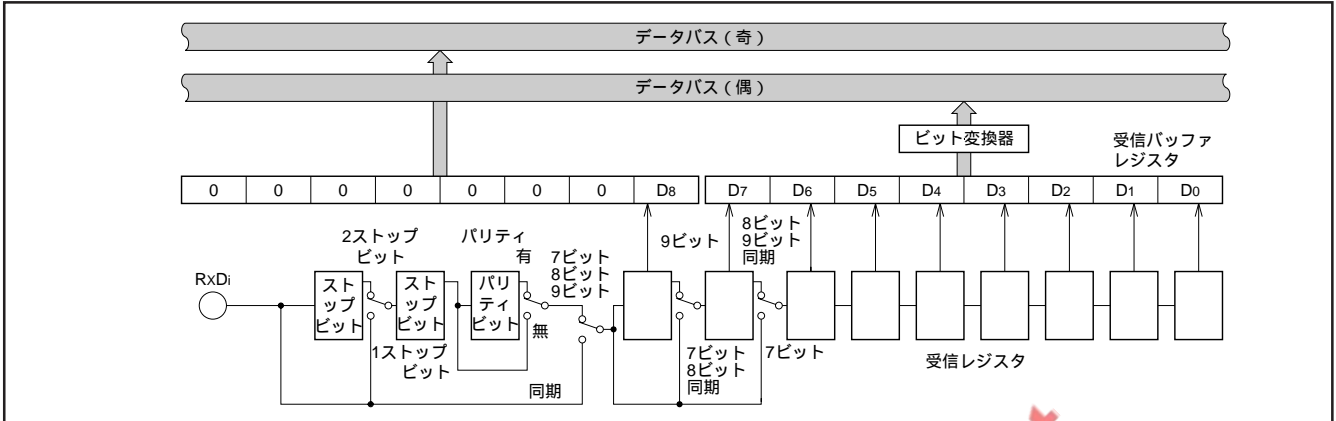 データバス(奇)
データバス(偶)
ビット変換器
受信バッファ
レジスタ
0 0 0 0 0 0 0 D8 D7 D6 D5 D4 D3 D2 D1 D0
2ストップ
ビット
パリティ
有
7ビット
8ビット
9ビット
9ビット
8ビット
9ビット
同期
RXDi
スト
ップ
ビット
スト
ップ
ビット
パリ
ティ
ビット
無
1ストップ
ビット
同期
7ビット
8ビット
同期
7ビット
受信レジスタ